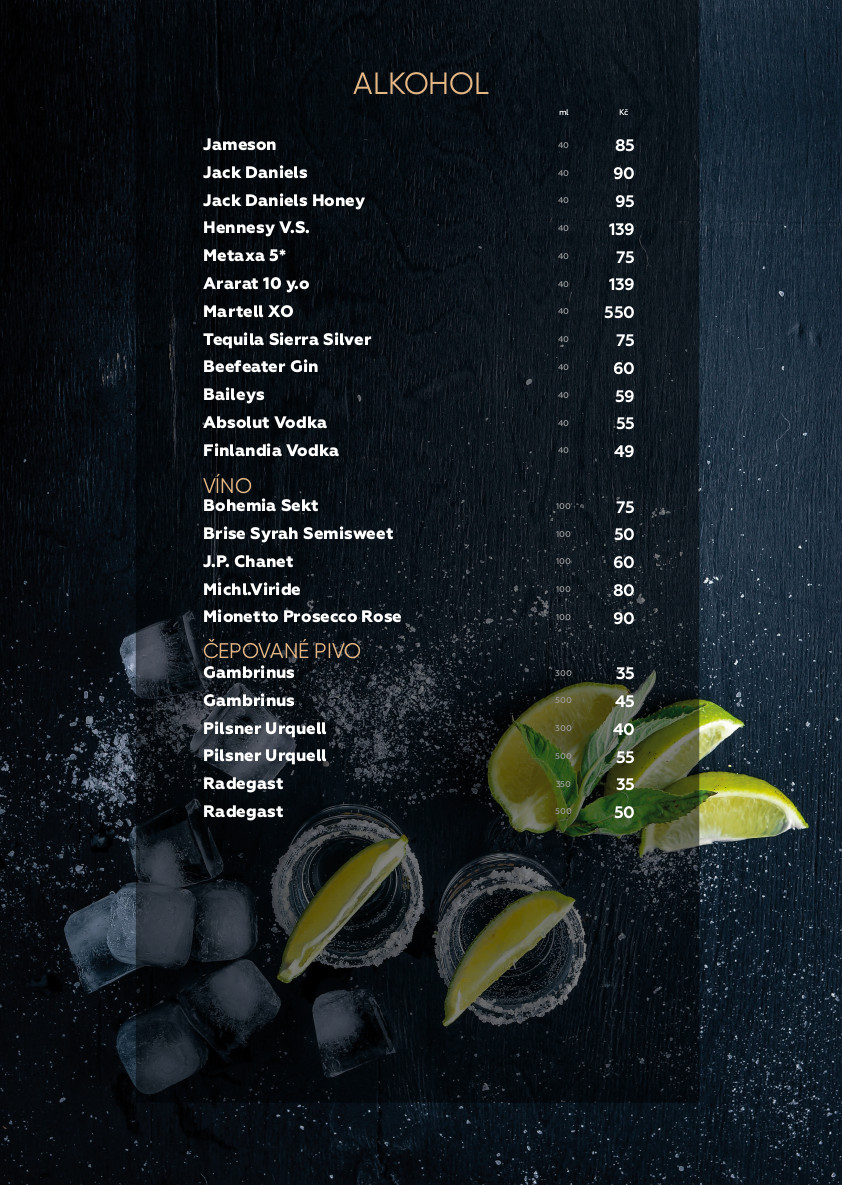 ALKOHOL
ml Kč
Jameson 40 85
Jack Daniels 40 90
Jack Daniels Honey 40 95
Hennesy V.S. 40 139
Metaxa 5* 40 75
Ararat 10 y.o 40 139
Martell XO 40 550
Tequila Sierra Silver 40 75
Beefeater Gin 40 60
Baileys 40 59
Absolut Vodka 40 55
Finlandia Vodka 40 49
VÍNO
Bohemia Sekt 100 75
Brise Syrah Semisweet 100 50
J.P. Chanet 100 60
Michl.Viride 100 80
Mionetto Prosecco Rose 100 90
ČEPOVANÉ PIVO
Gambrinus 300 35
Gambrinus 500 45
Pilsner Urquell 300 40
Pilsner Urquell 500 55
Radegast 350 35
Radegast 500 50